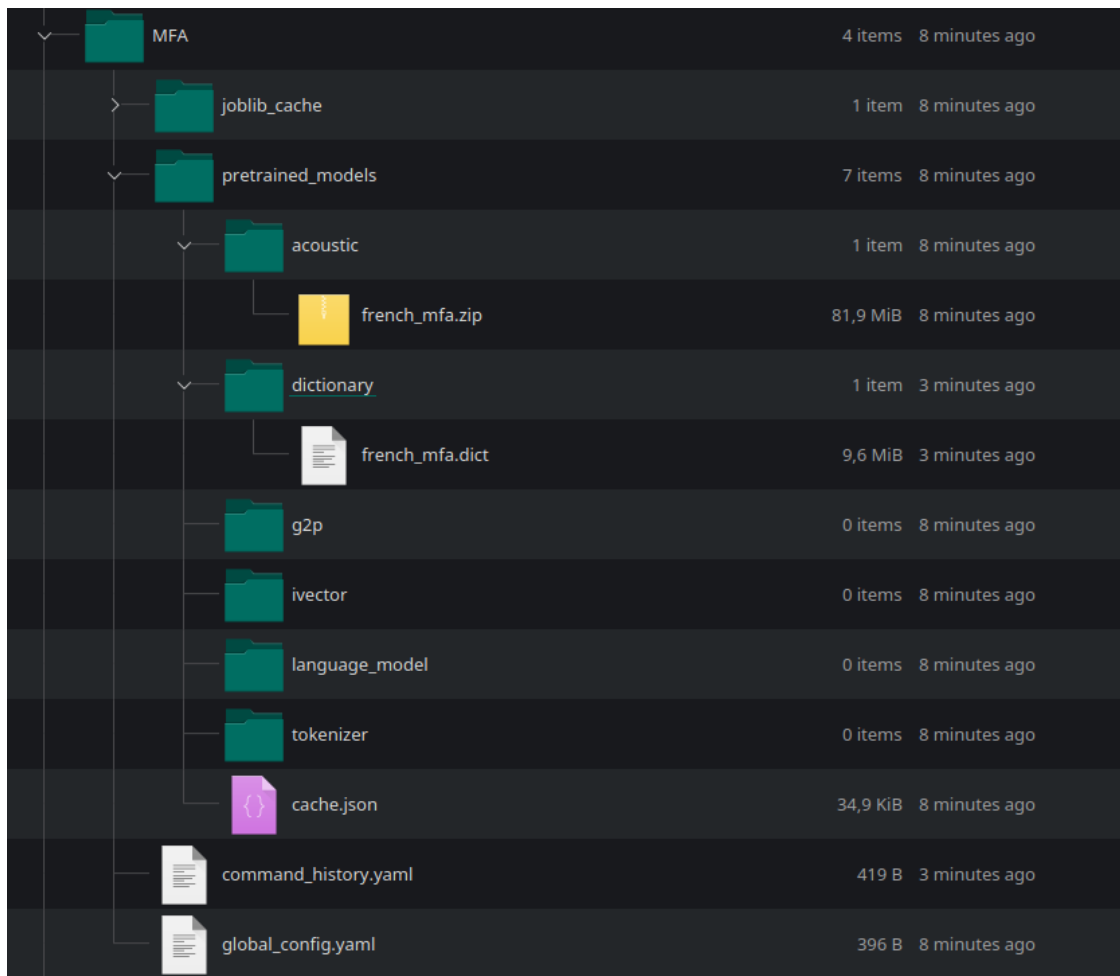 MFA 4 items 8 minutes ago
joblib_cache 1 item 8 minutes ago
pretrained_models 7 items 8 minutes ago
acoustic 1 item 8 minutes ago
french_mfa.zip 81,9 MiB 8 minutes ago
dictionary 1 item 3 minutes ago
french_mfa.dict 9,6 MiB 3 minutes ago
g2p 0 items 8 minutes ago
ivector 0 items 8 minutes ago
language_model 0 items 8 minutes ago
tokenizer 0 items 8 minutes ago
{} cache.json 34,9 KiB 8 minutes ago
command_history.yaml 419 B 3 minutes ago
global_config.yaml 396 B 8 minutes ago